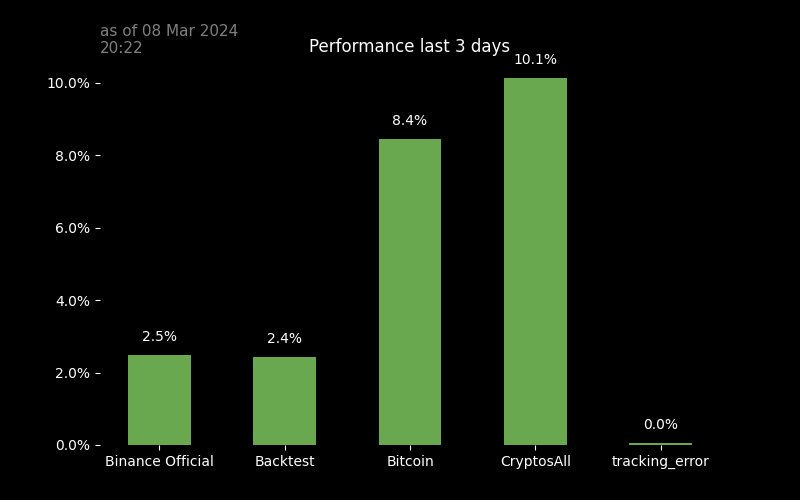 as of 08 Mar 2024
20:22
Performance last 3 days
10.1%
10.0%
8.4%
8.0%
6.0%
4.0%
2.5%
2.4%
2.0%
0.0%
0.0%
Binance Official
Backtest
Bitcoin
CryptosAll
tracking_error